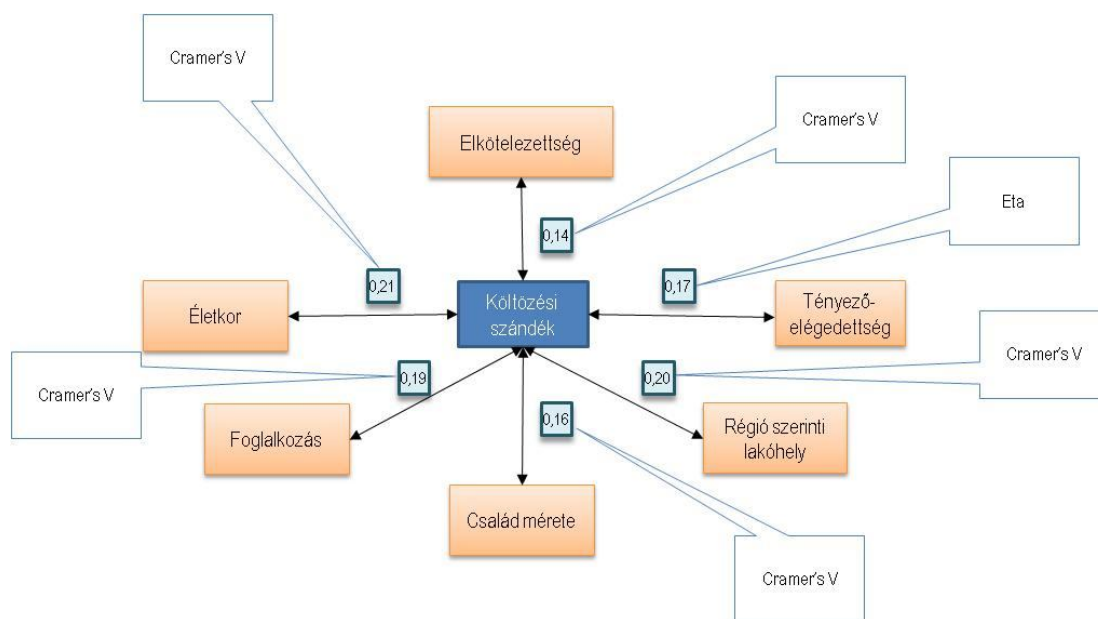 Cramer's V
Elkötelezettség
Cramer's V
0,14
Eta
0,21
0,17
Életkor
Költözési
szándék
Tényező-
elégedettség
Cramer's V
0,19
0,20
Cramer's V
Foglalkozás
0,16
Régió szerinti
lakóhely
Család mérete
Cramer's V